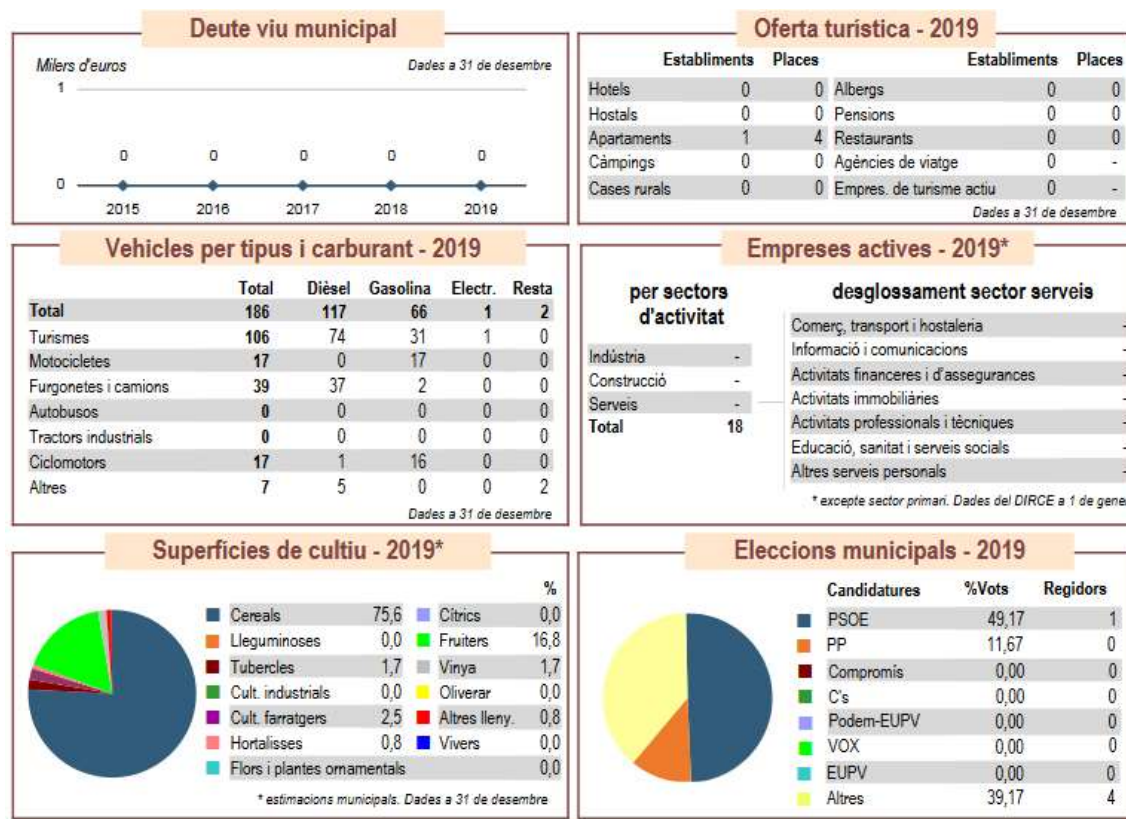 Deute viu municipal
Milers d'euros Dades a 31 de desembre
1
0 0 0 0 0
0
2015 2016 2017 2018 2019
Oferta turística - 2019
Establiments Places Establiments Places
Hotels 0 0 Albergs 0 0
Hostals 0 0 Pensions 0 0
Apartaments 1 4 Restaurants 0 0
Càmpings 0 0 Agències de viatge 0 -
Cases rurals 0 0 Empres. de turisme actiu 0 -
Dades a 31 de desembre
Vehicles per tipus i carburant - 2019
Total Dièsel Gasolina Electr. Resta
Total 186 117 66 1 2
Turismes 106 74 31 1 0
Motocicletes 17 0 17 0 0
Furgonetes i camions 39 37 2 0 0
Autobusos 0 0 0 0 0
Tractors industrials 0 0 0 0 0
Ciclomotors 17 1 16 0 0
Altres 7 5 0 0 2
Dades a 31 de desembre
Empreses actives - 2019*
per sectors
d'activitat
Indústria -
Construcció -
Serveis -
Total 18
desglossament sector serveis
Comerç, transport i hostaleria -
Informació i comunicacions -
Activitats financeres i d'assegurances -
Activitats immobiliàries -
Activitats professionals i tècniques -
Educació, sanitat i serveis socials -
Altres serveis personals -
* excepte sector primari. Dades del DIRCE a 1 de gener
Superfícies de cultiu - 2019*
%
Cereals 75,6 Cítrics 0,0
Lleguminoses 0,0 Fruiters 16,8
Tubercles 1,7 Vinya 1,7
Cult. industrials 0,0 Oliverar 0,0
Cult. farratgers 2,5 Altres lleny. 0,8
Hortalisses 0,8 Vivers 0,0
Flors i plantes ornamentals 0,0
* estimacions municipals. Dades a 31 de desembre
Eleccions municipals - 2019
Candidatures %Vots Regidors
PSOE 49,17 1
PP 11,67 0
Compromís 0,00 0
C's 0,00 0
Podem-EUPV 0,00 0
VOX 0,00 0
EUPV 0,00 0
Altres 39,17 4